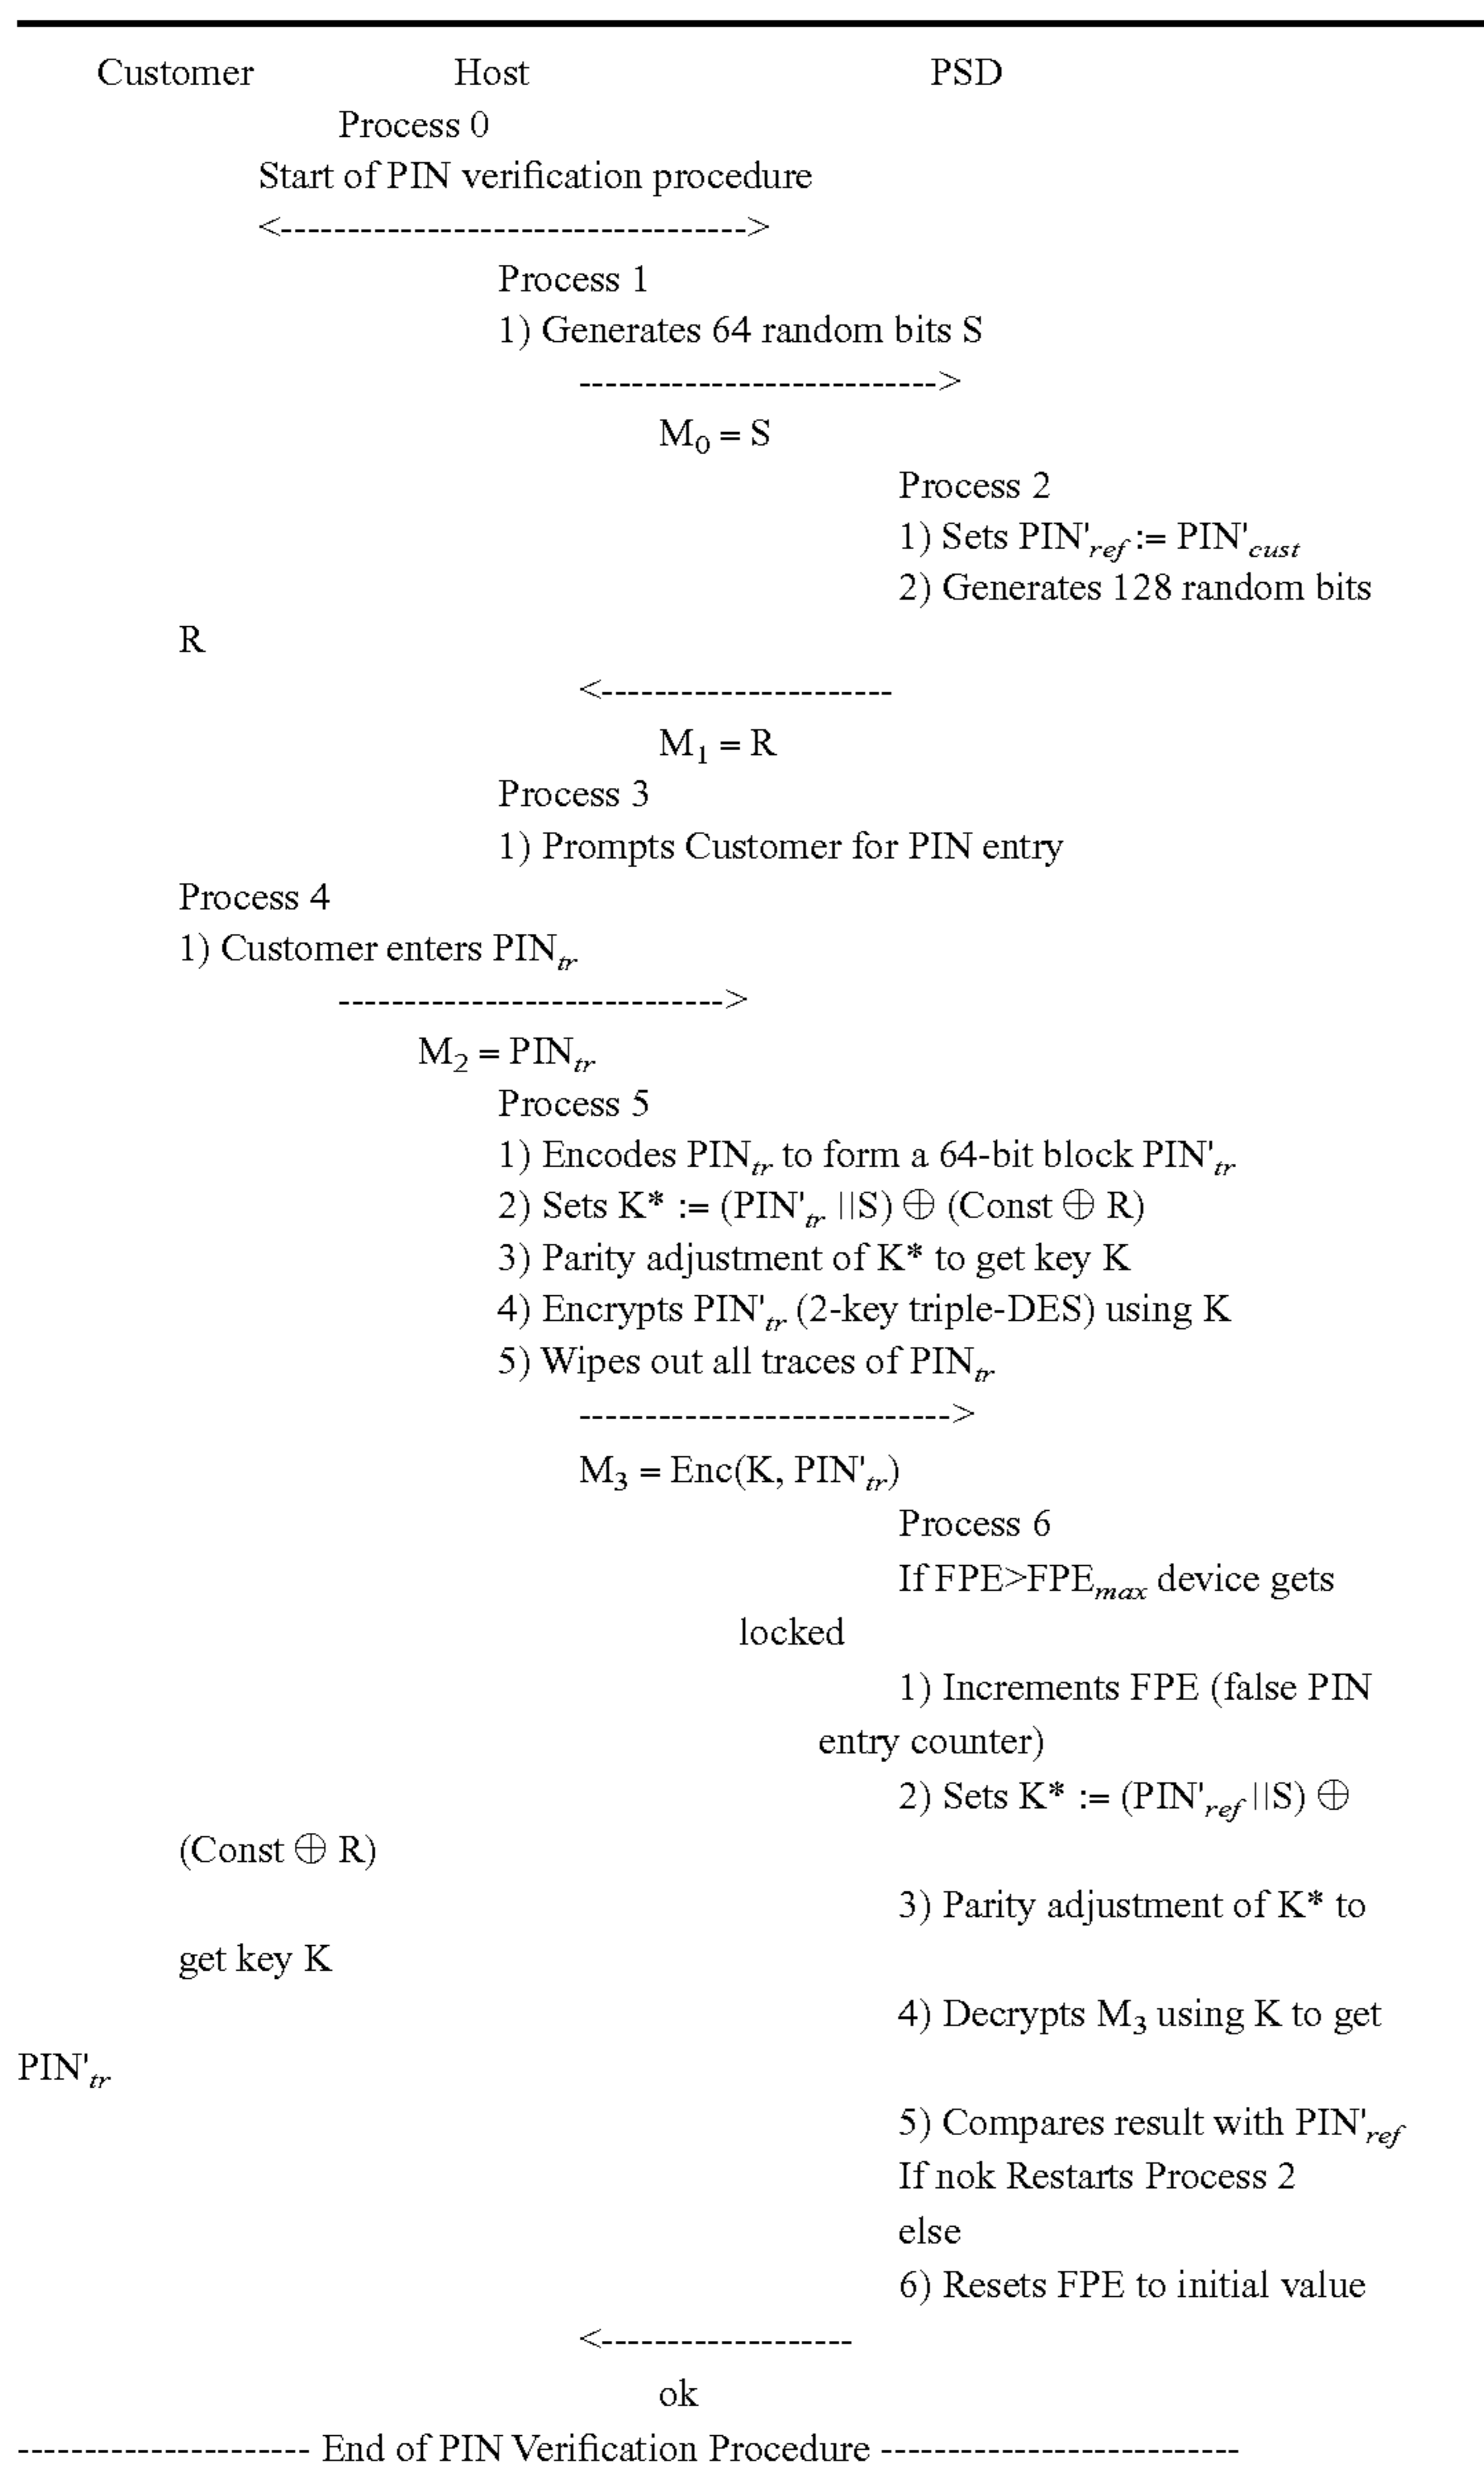 Customer Host PSD
Process 0
Start of PIN verification procedure
<----------------------------------->
Process 1
1) Generates 64 random bits S
--------------------------->
M₀ = S
Process 2
1) Sets PIN'ref := PIN'cust
2) Generates 128 random bits
R
<----------------------
M₁ = R
Process 3
1) Prompts Customer for PIN entry
Process 4
1) Customer enters PINtr
----------------------------->
M₂ = PINtr
Process 5
1) Encodes PINtr to form a 64-bit block PIN'tr
2) Sets K* := (PIN'tr ||S) ⊕ (Const ⊕ R)
3) Parity adjustment of K* to get key K
4) Encrypts PIN'tr (2-key triple-DES) using K
5) Wipes out all traces of PINtr
---------------------------->
M₃ = Enc(K, PIN'tr)
Process 6
If FPE>FPEmax device gets
locked
1) Increments FPE (false PIN
entry counter)
2) Sets K* := (PIN'ref ||S) ⊕
(Const ⊕ R)
3) Parity adjustment of K* to
get key K
4) Decrypts M₃ using K to get
PIN'tr
5) Compares result with PIN'ref
If nok Restarts Process 2
else
6) Resets FPE to initial value
<-------------------
ok
---------------------- End of PIN Verification Procedure ---------------------------